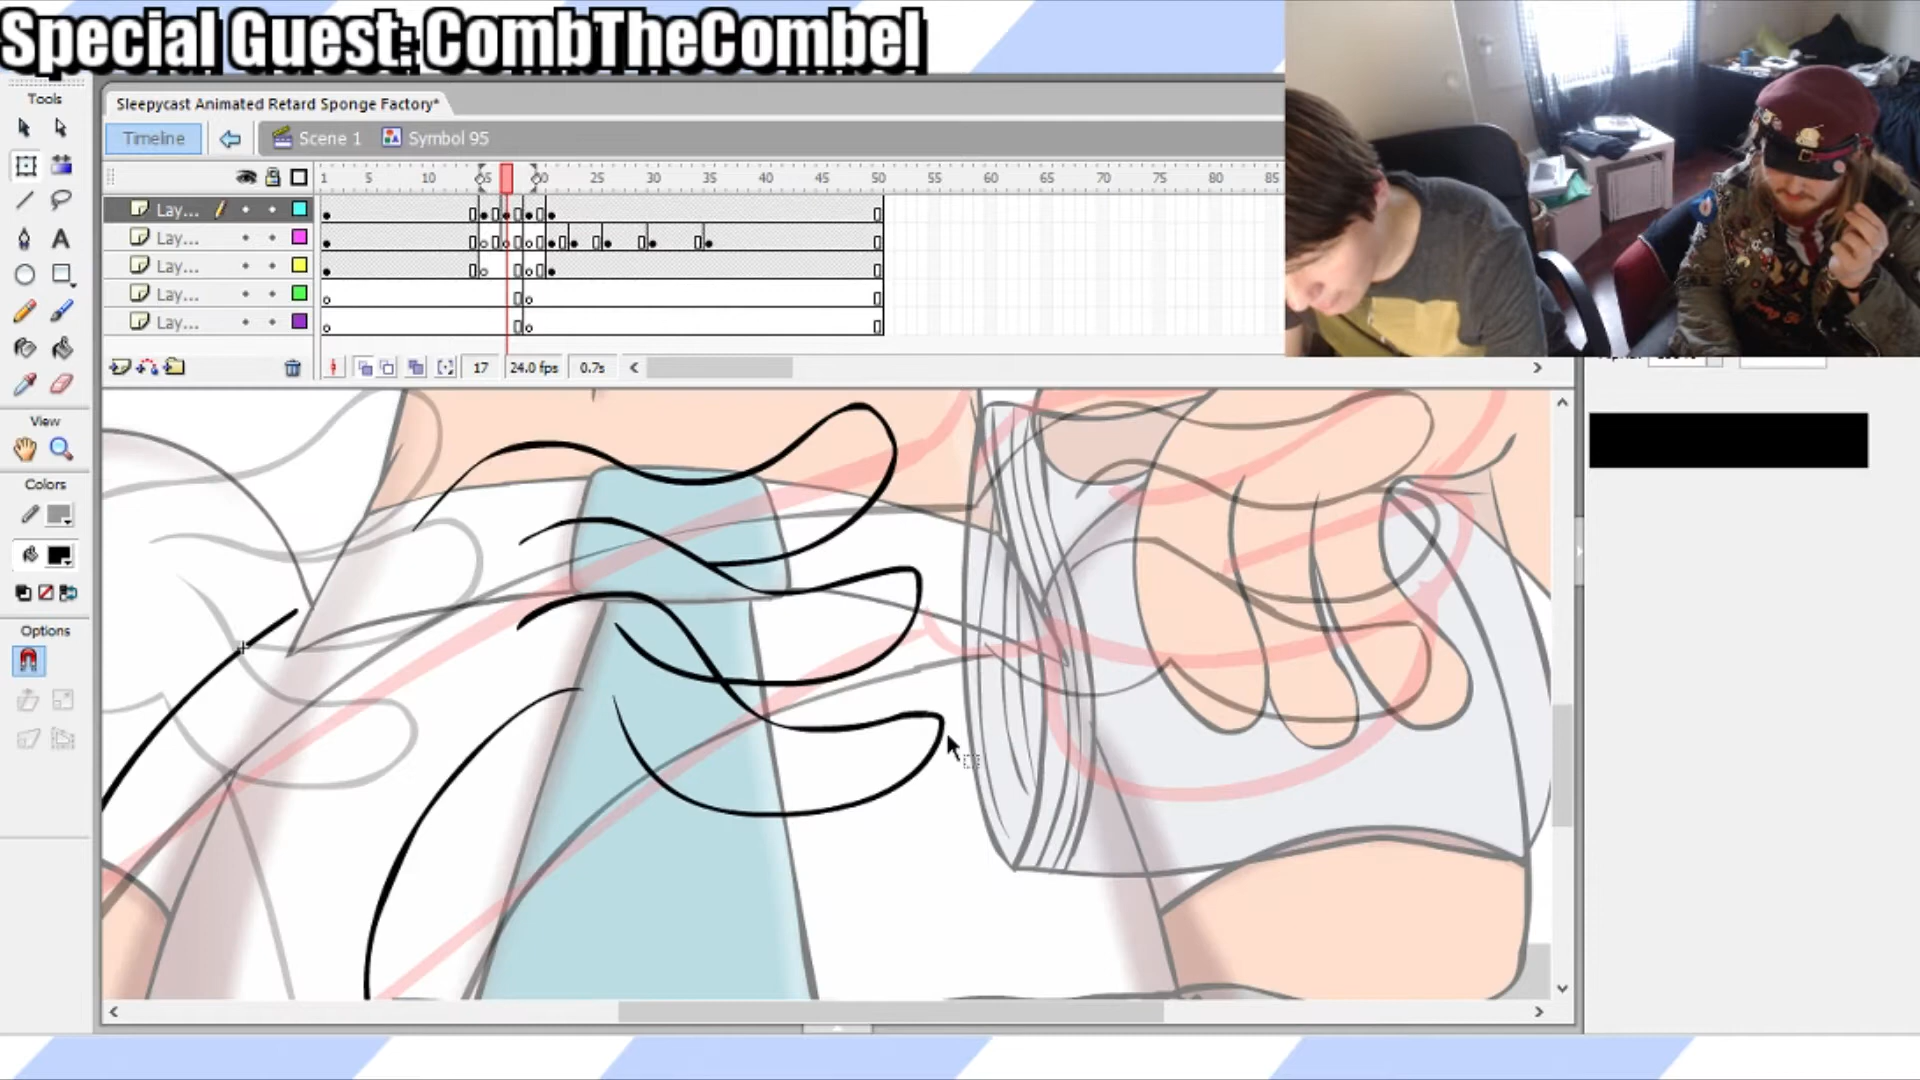 Special Guest: CombTheCombel
Tools
Sleepycast Animated Retard Sponge Factory*
Timeline
Scene 1
Symbol 95
1 5 10 15 20 25 30 35 40 45 50 55 60 65 70 75 80 85
Lay...
Lay...
Lay...
Lay...
Lay...
17 24.0 fps 0.7s
View
Colors
Options